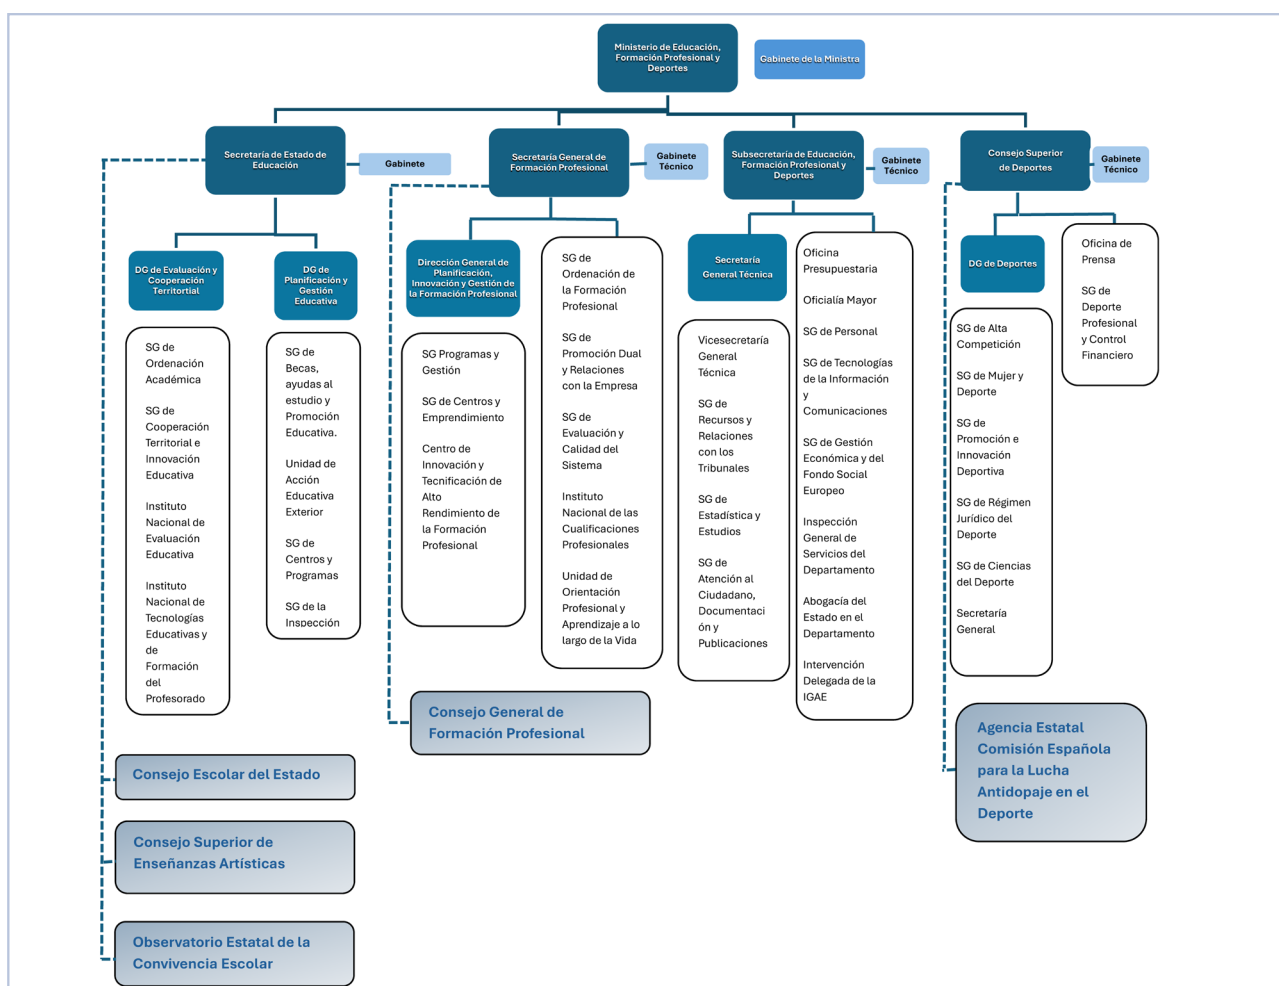 Ministerio de Educación,
Formación Profesional y
Deportes
Gabinete de la Ministra
Secretaría de Estado de
Educación
Gabinete
Secretaría General de
Formación Profesional
Gabinete
Técnico
Subsecretaría de Educación,
Formación Profesional y
Deportes
Gabinete
Técnico
Consejo Superior
de Deportes
Gabinete
Técnico
DG de Evaluación y
Cooperación
Territortial
DG de
Planificación y
Gestión
Educativa
Dirección General de
Planificación,
Innovación y Gestión de
la Formación Profesional
Secretaría
General Técnica
DG de Deportes
SG de
Ordenación
Académica
SG de
Cooperación
Territorial e
Innovación
Educativa
Instituto
Nacional de
Evaluación
Educativa
Instituto
Nacional de
Tecnologías
Educativas y
de
Formación
del
Profesorado
SG de
Becas,
ayudas al
estudio y
Promoción
Educativa.
Unidad de
Acción
Educativa
Exterior
SG de
Centros y
Programas
SG de la
Inspección
SG Programas y
Gestión
SG de Centros y
Emprendimiento
Centro de
Innovación y
Tecnificación de
Alto
Rendimiento de
la Formación
Profesional
SG de
Ordenación de
la Formación
Profesional
SG de
Promoción Dual
y Relaciones
con la Empresa
SG de
Evaluación y
Calidad del
Sistema
Instituto
Nacional de las
Cualificaciones
Profesionales
Unidad de
Orientación
Profesional y
Aprendizaje a lo
largo de la Vida
Vicesecretaría
General
Técnica
SG de
Recursos y
Relaciones
con los
Tribunales
SG de
Estadística y
Estudios
SG de
Atención al
Ciudadano,
Documentaci
ón y
Publicaciones
Oficina
Presupuestaria
Oficialía Mayor
SG de Personal
SG de Tecnologías
de la Información
y
Comunicaciones
SG de Gestión
Económica y del
Fondo Social
Europeo
Inspección
General de
Servicios del
Departamento
Abogacía del
Estado en el
Departamento
Intervención
Delegada de la
IGAE
SG de Alta
Competición
SG de Mujer y
Deporte
SG de
Promoción e
Innovación
Deportiva
SG de Régimen
Jurídico del
Deporte
SG de Ciencias
del Deporte
Secretaría
General
Oficina de
Prensa
SG de
Deporte
Profesional
y Control
Financiero
Consejo General de
Formación Profesional
Agencia Estatal
Comisión Española
para la Lucha
Antidopaje en el
Deporte
Consejo Escolar del Estado
Consejo Superior de
Enseñanzas Artísticas
Observatorio Estatal de la
Convivencia Escolar